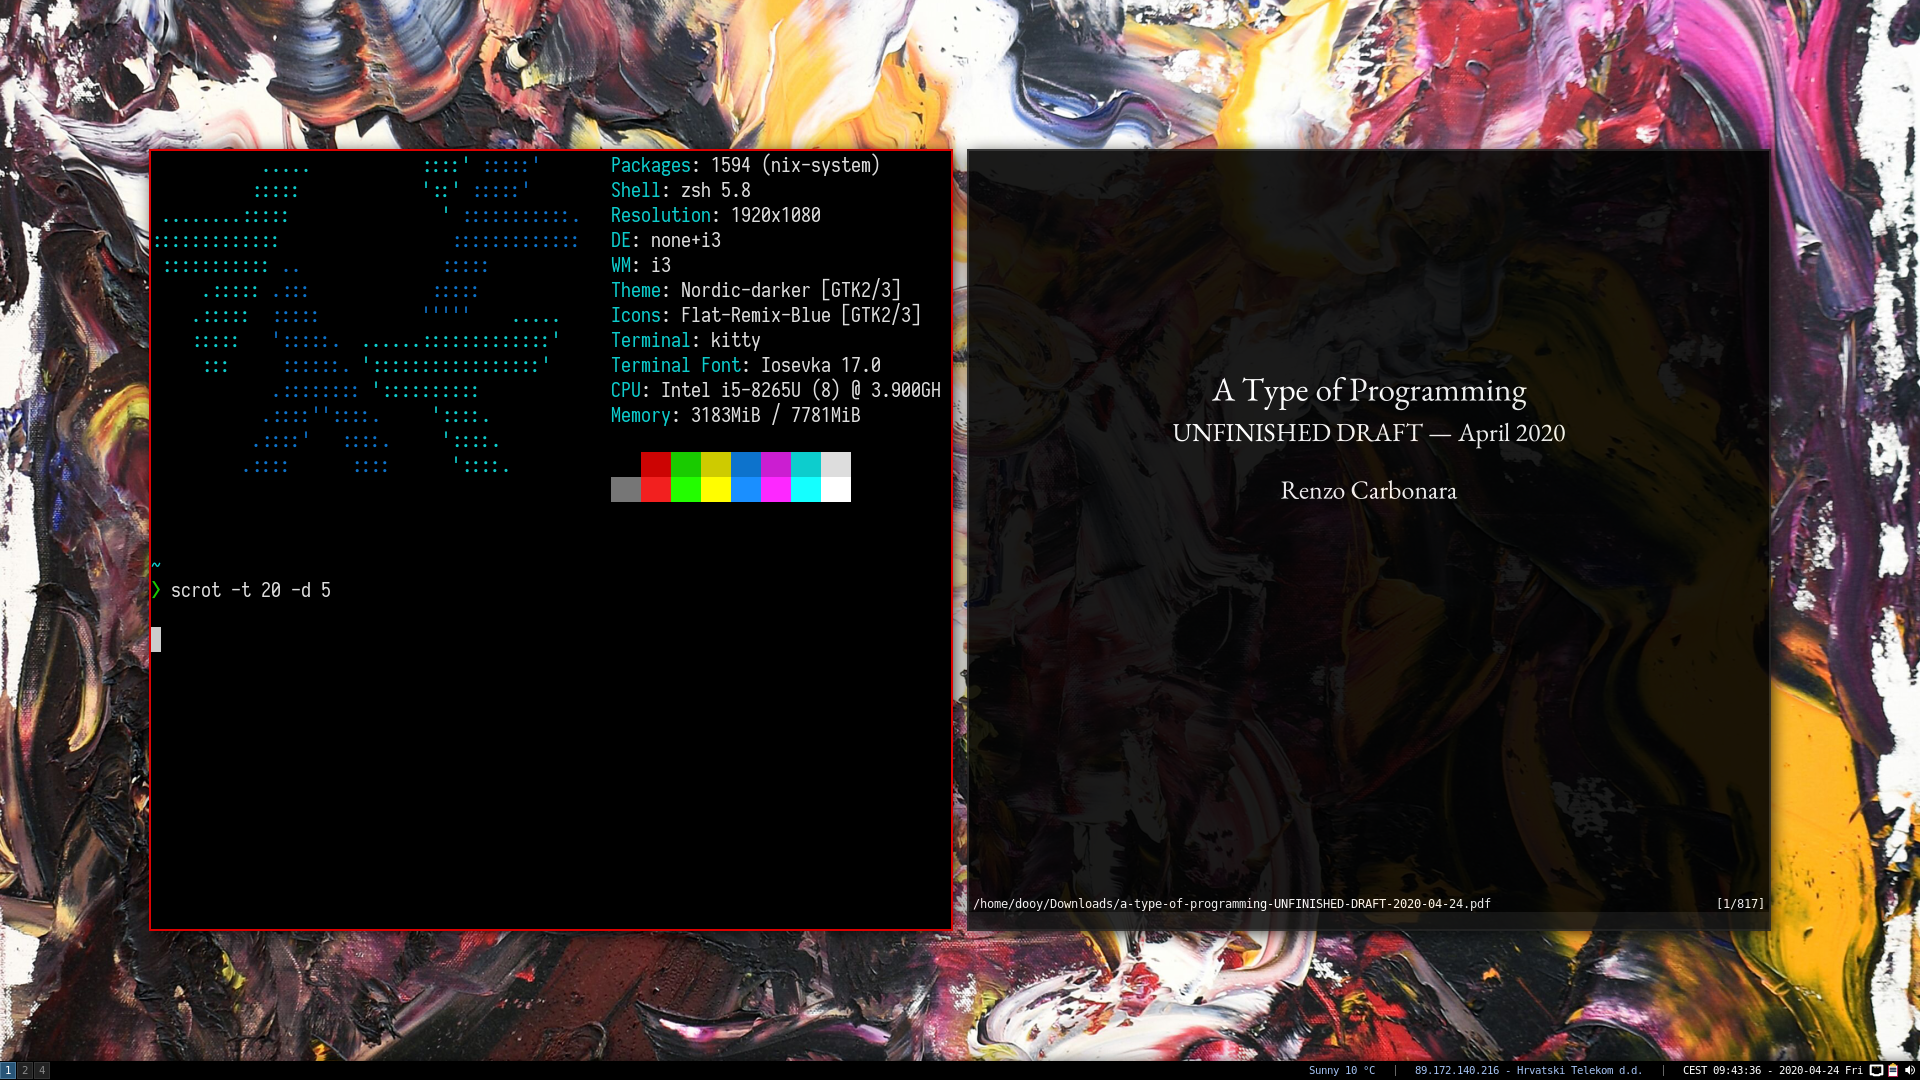 Packages: 1594 (nix-system)
Shell: zsh 5.8
Resolution: 1920x1080
DE: none+i3
WM: i3
Theme: Nordic-darker [GTK2/3]
Icons: Flat-Remix-Blue [GTK2/3]
Terminal: kitty
Terminal Font: Iosevka 17.0
CPU: Intel i5-8265U (8) @ 3.900GH
Memory: 3183MiB / 7781MiB
~
❯ scrot -t 20 -d 5
A Type of Programming
UNFINISHED DRAFT — April 2020
Renzo Carbonara
/home/dooy/Downloads/a-type-of-programming-UNFINISHED-DRAFT-2020-04-24.pdf [1/817]
1 2 4 Sunny 10 °C | 89.172.140.216 - Hrvatski Telekom d.d. | CEST 09:43:36 - 2020-04-24 Fri